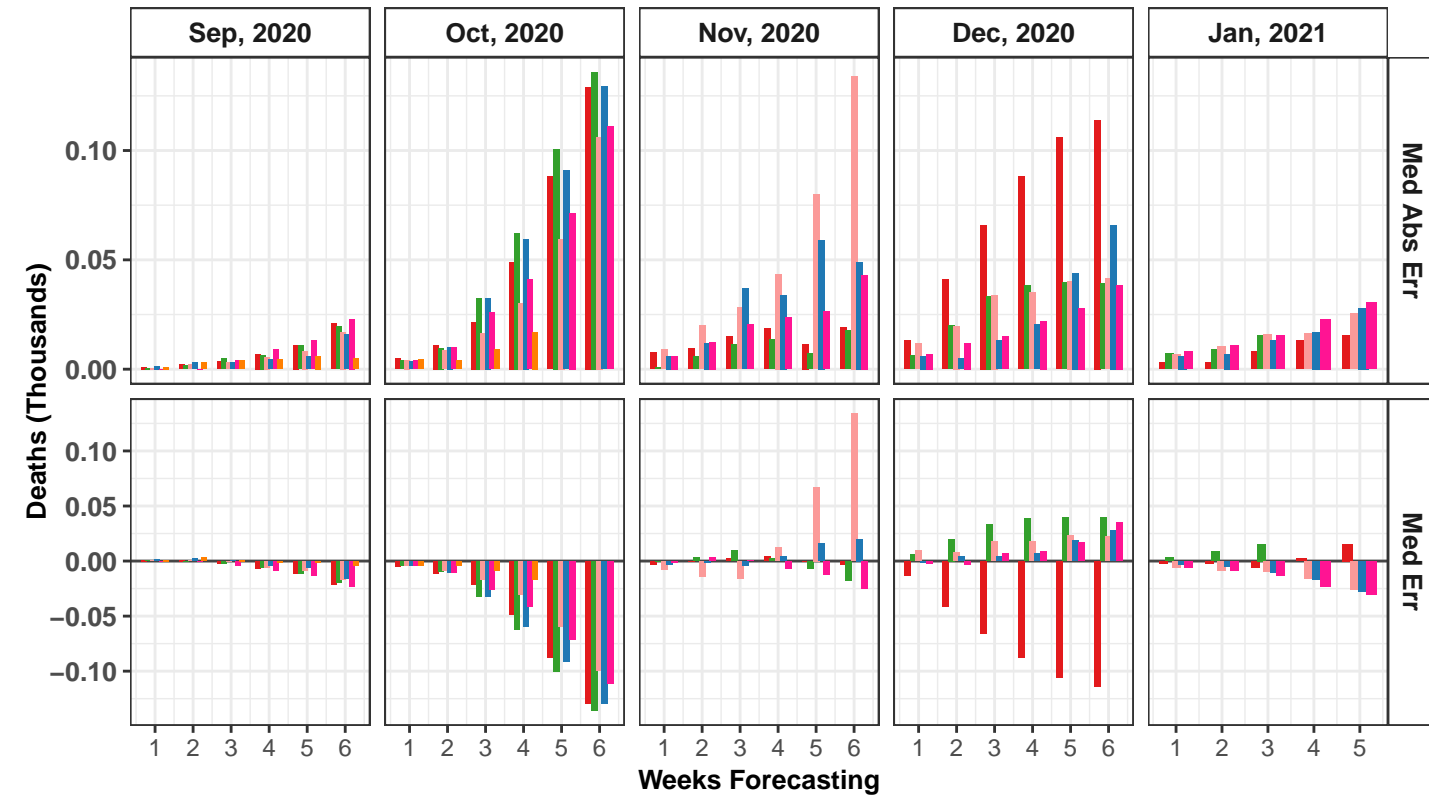 Sep, 2020 Oct, 2020 Nov, 2020 Dec, 2020 Jan, 2021
0.10
0.05
0.00
Med Abs Err
0.10
0.05
0.00
−0.05
−0.10
Med Err
Deaths (Thousands)
1 2 3 4 5 6 1 2 3 4 5 6 1 2 3 4 5 6 1 2 3 4 5 6 1 2 3 4 5
Weeks Forecasting